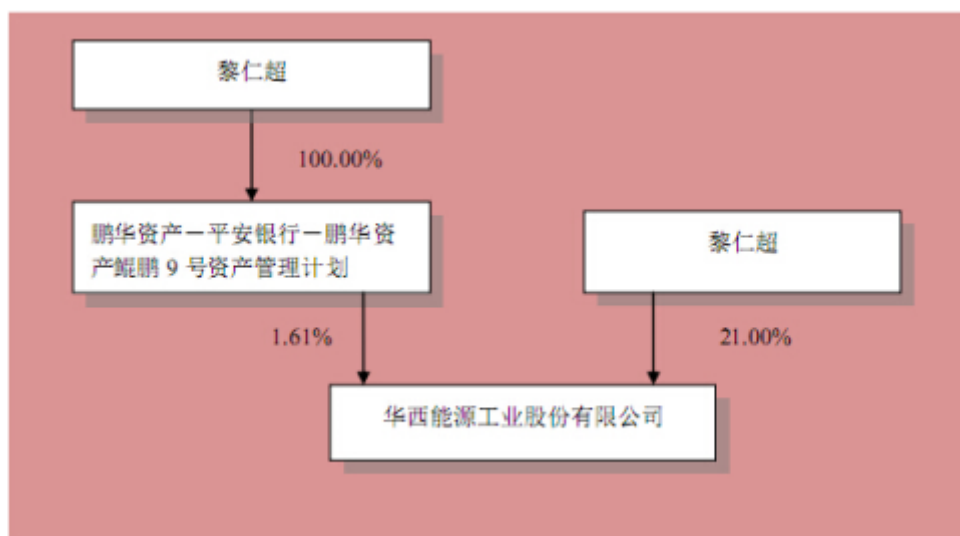 黎仁超
100.00%
鹏华资产－平安银行－鹏华资
产鲲鹏 9 号资产管理计划
黎仁超
1.61%
21.00%
华西能源工业股份有限公司